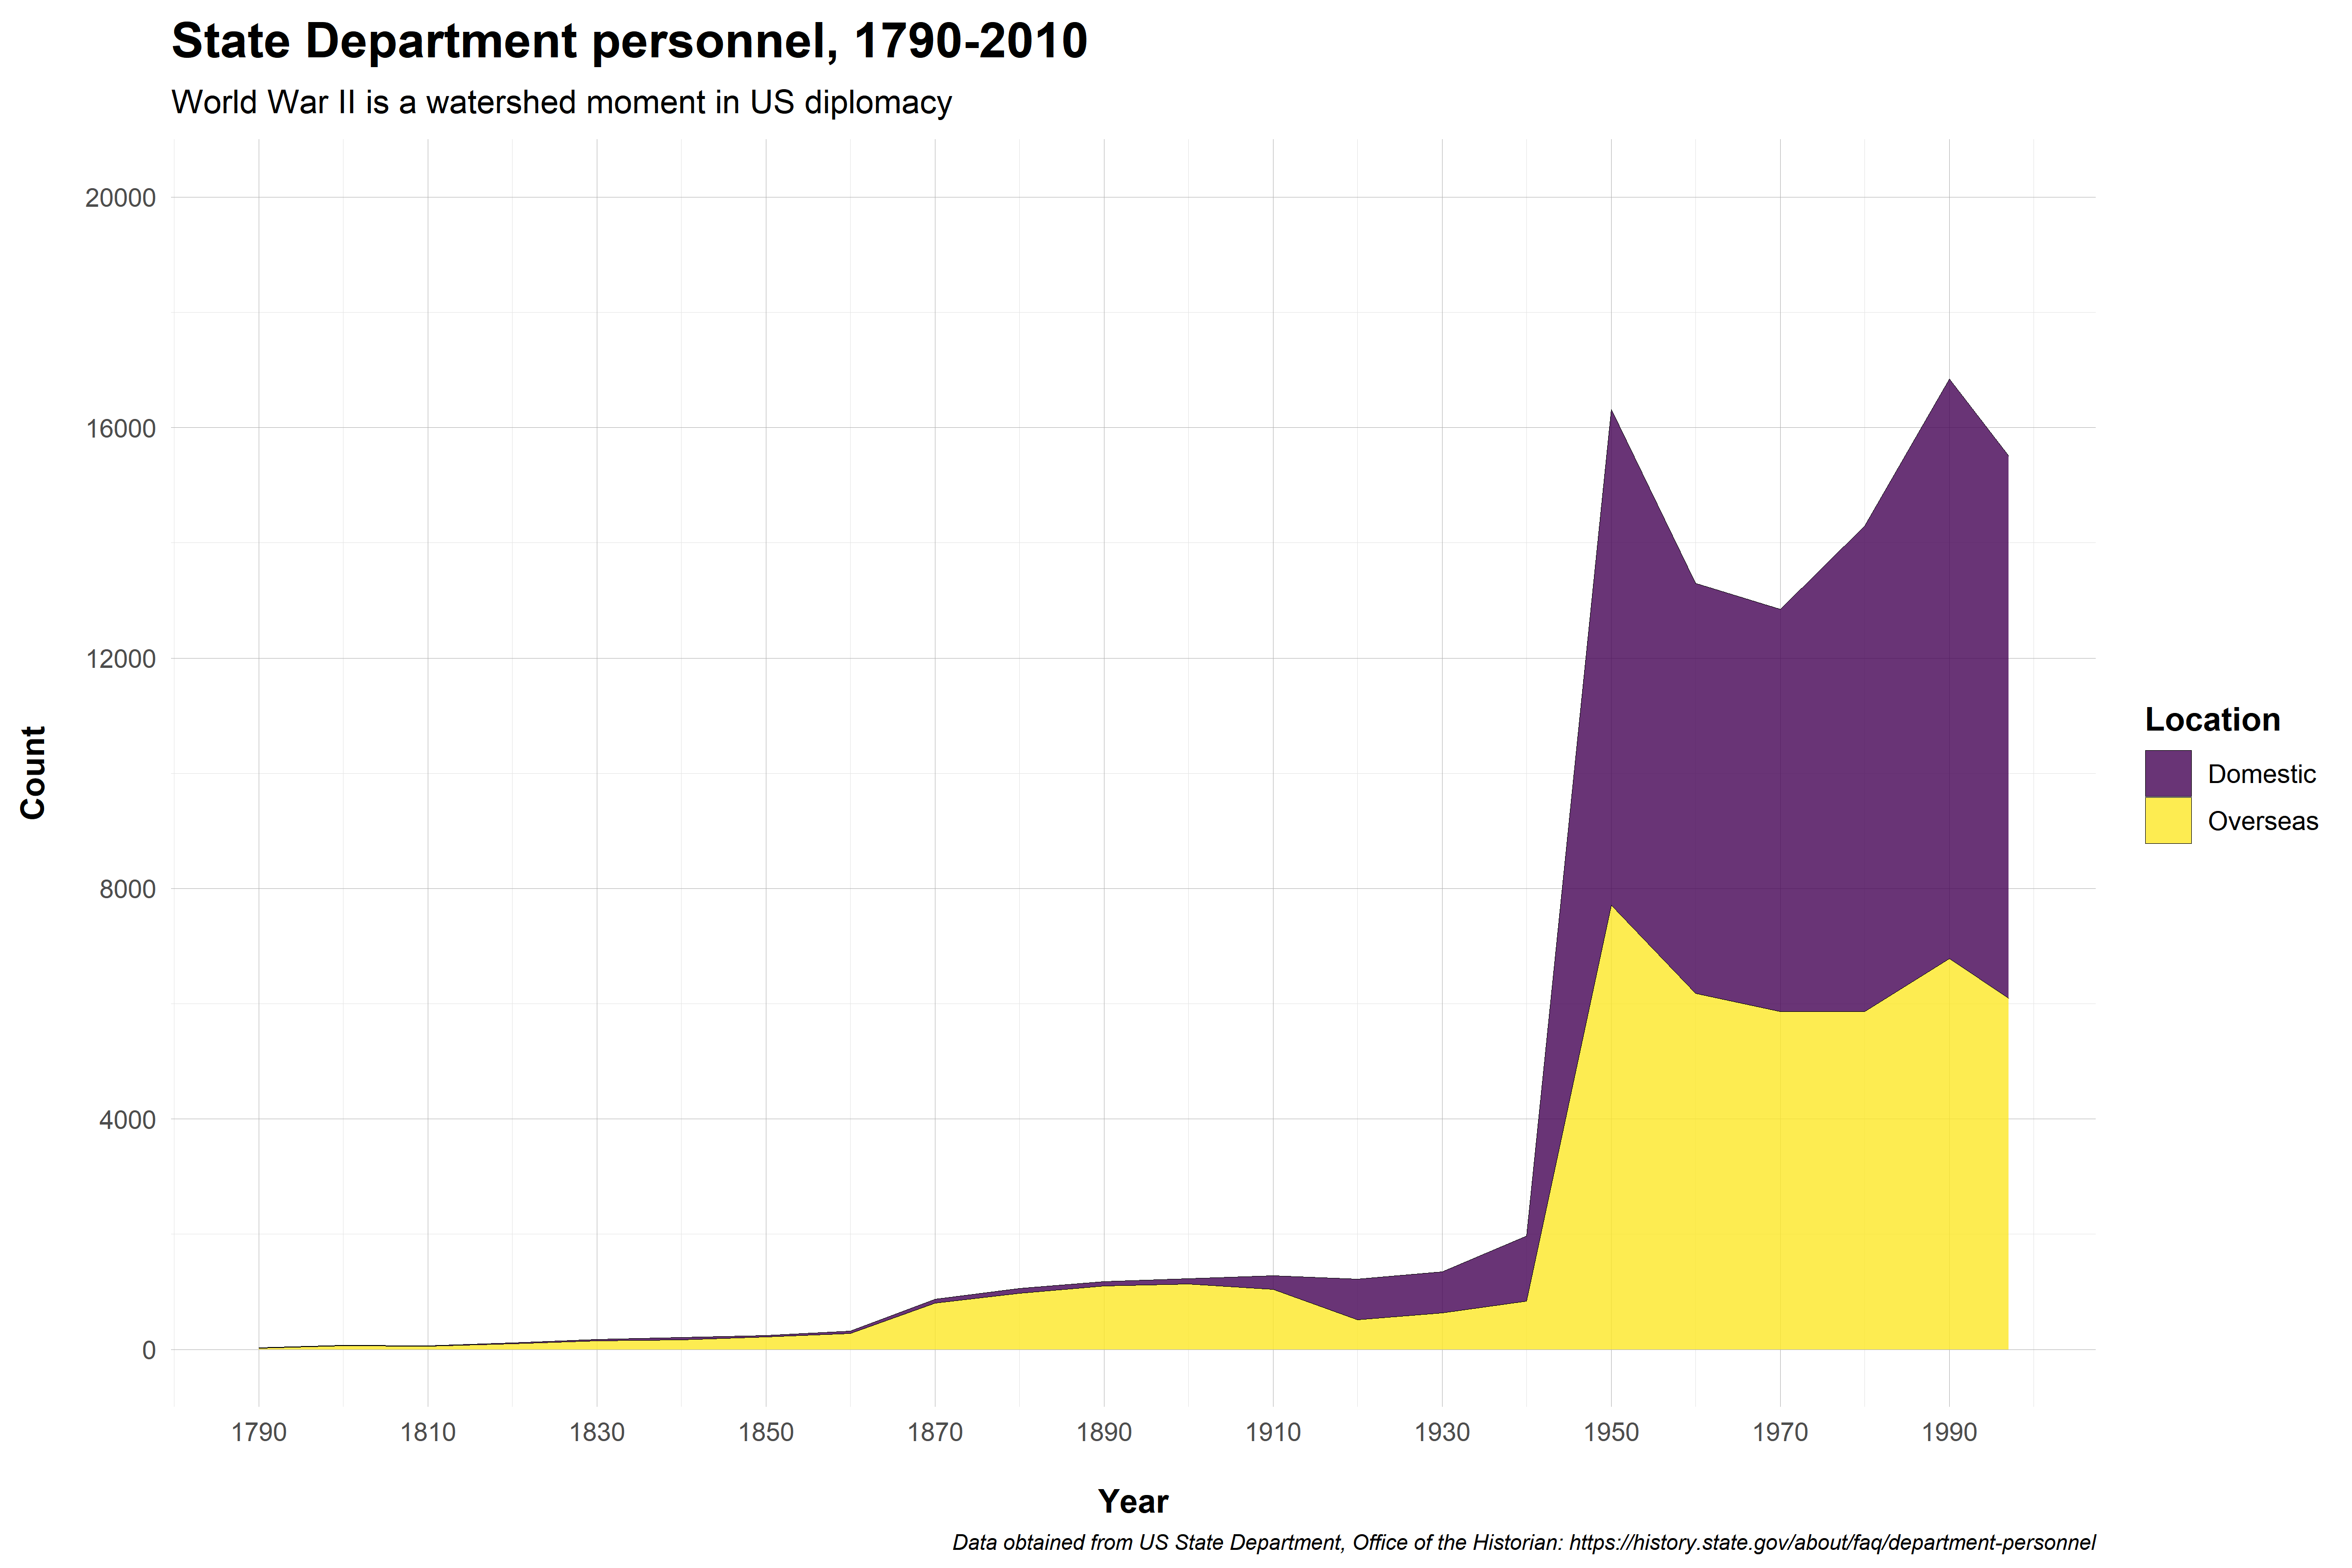 State Department personnel, 1790-2010
World War II is a watershed moment in US diplomacy
20000
16000
12000
8000
4000
0
Count
1790 1810 1830 1850 1870 1890 1910 1930 1950 1970 1990
Year
Location
Domestic
Overseas
Data obtained from US State Department, Office of the Historian: https://history.state.gov/about/faq/department-personnel